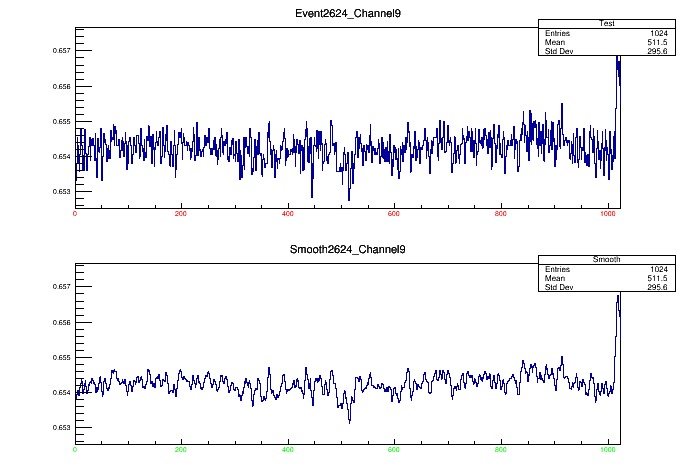 Event2624_Channel9
Test
Entries 1024
Mean 511.5
Std Dev 295.6
0.657
0.656
0.655
0.654
0.653
0 200 400 600 800 1000
Smooth2624_Channel9
Smooth
Entries 1024
Mean 511.5
Std Dev 295.6
0.657
0.656
0.655
0.654
0.653
0 200 400 600 800 1000